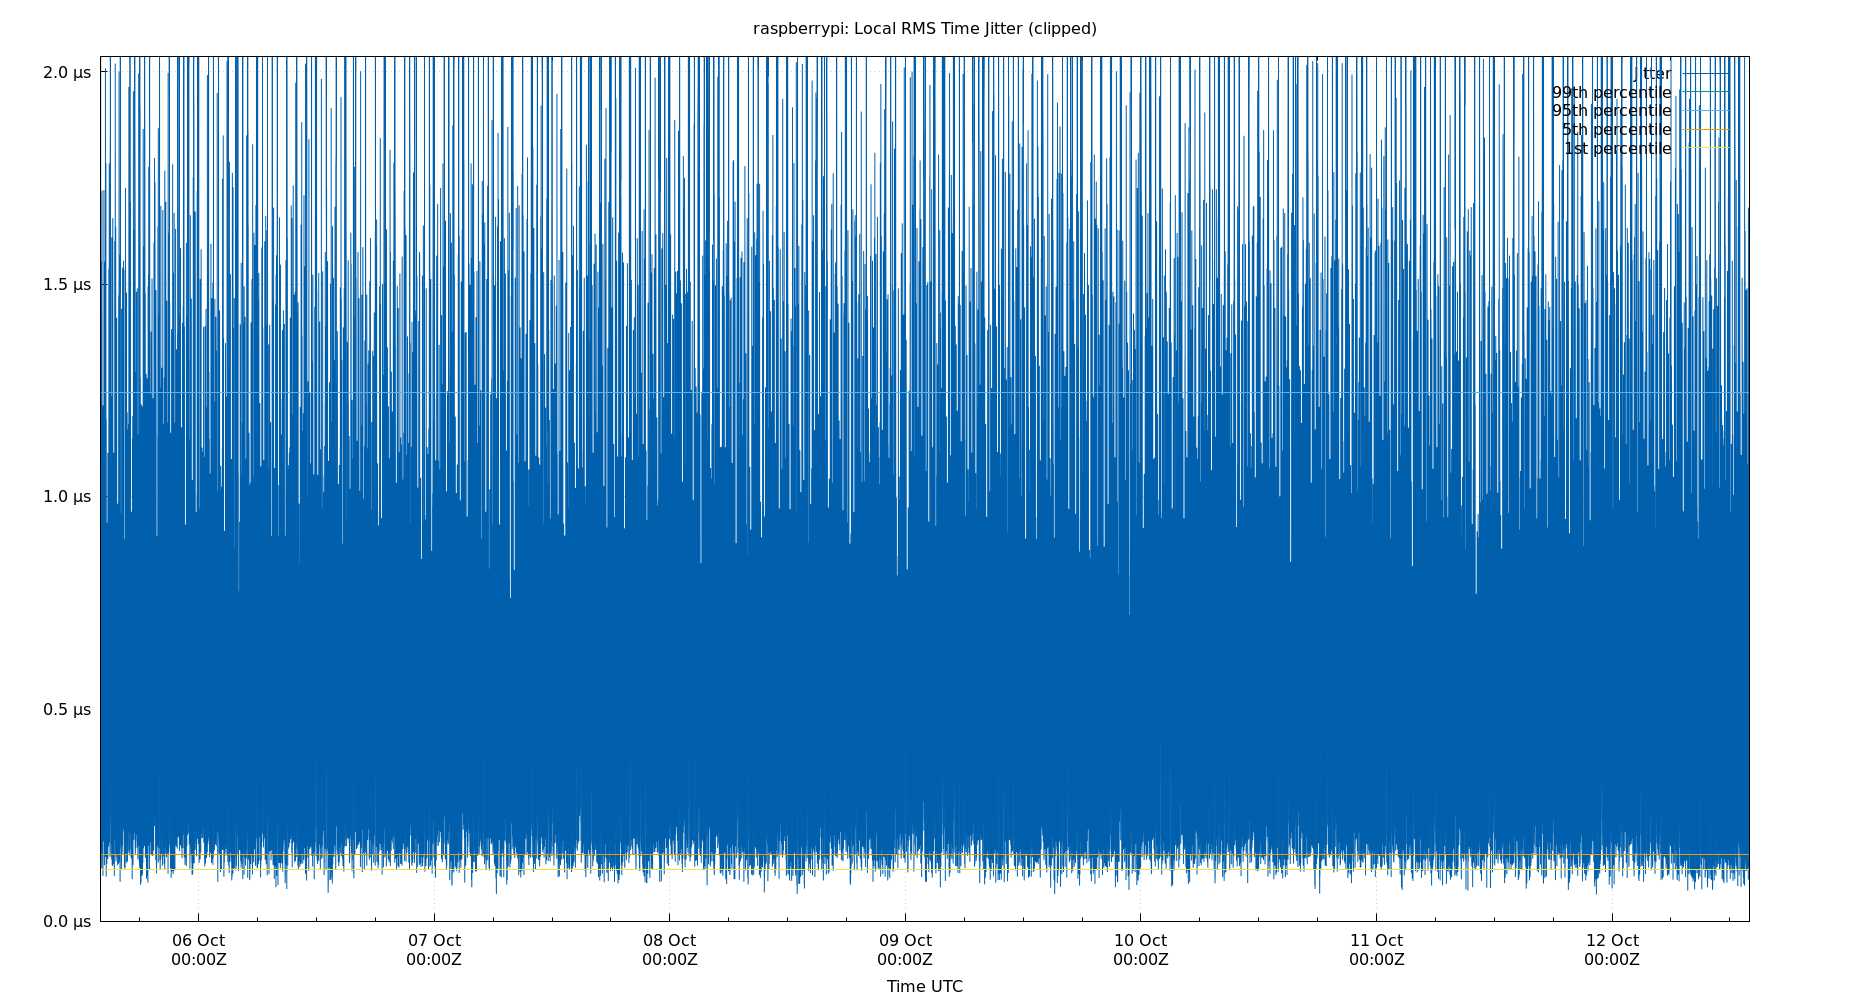 raspberrypi: Local RMS Time Jitter (clipped)
2.0 µs
1.5 µs
1.0 µs
0.5 µs
0.0 µs
Jitter
99th percentile
95th percentile
5th percentile
1st percentile
06 Oct
00:00Z
07 Oct
00:00Z
08 Oct
00:00Z
09 Oct
00:00Z
10 Oct
00:00Z
11 Oct
00:00Z
12 Oct
00:00Z
Time UTC